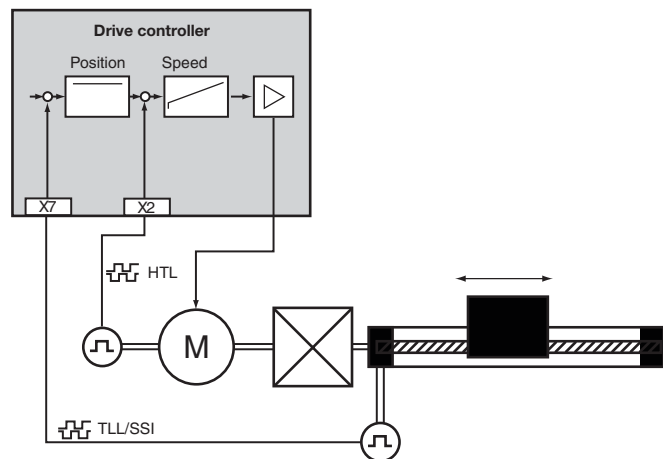 Drive controller
Position
Speed
X7
X2
HTL
M
TLL/SSI